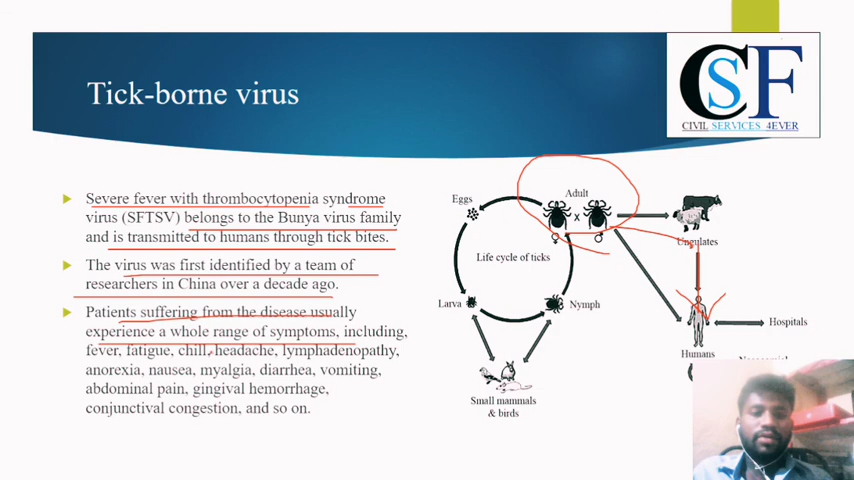 Tick-borne virus
CSF
CIVIL SERVICES 4EVER
Severe fever with thrombocytopenia syndrome
virus (SFTSV) belongs to the Bunya virus family
and is transmitted to humans through tick bites.
The virus was first identified by a team of
researchers in China over a decade ago.
Patients suffering from the disease usually
experience a whole range of symptoms, including,
fever, fatigue, chill, headache, lymphadenopathy,
anorexia, nausea, myalgia, diarrhea, vomiting,
abdominal pain, gingival hemorrhage,
conjunctival congestion, and so on.
Adult
Eggs
X
♀ ♂
Ungulates
Life cycle of ticks
Larva
Nymph
Hospitals
Humans
Small mammals
& birds